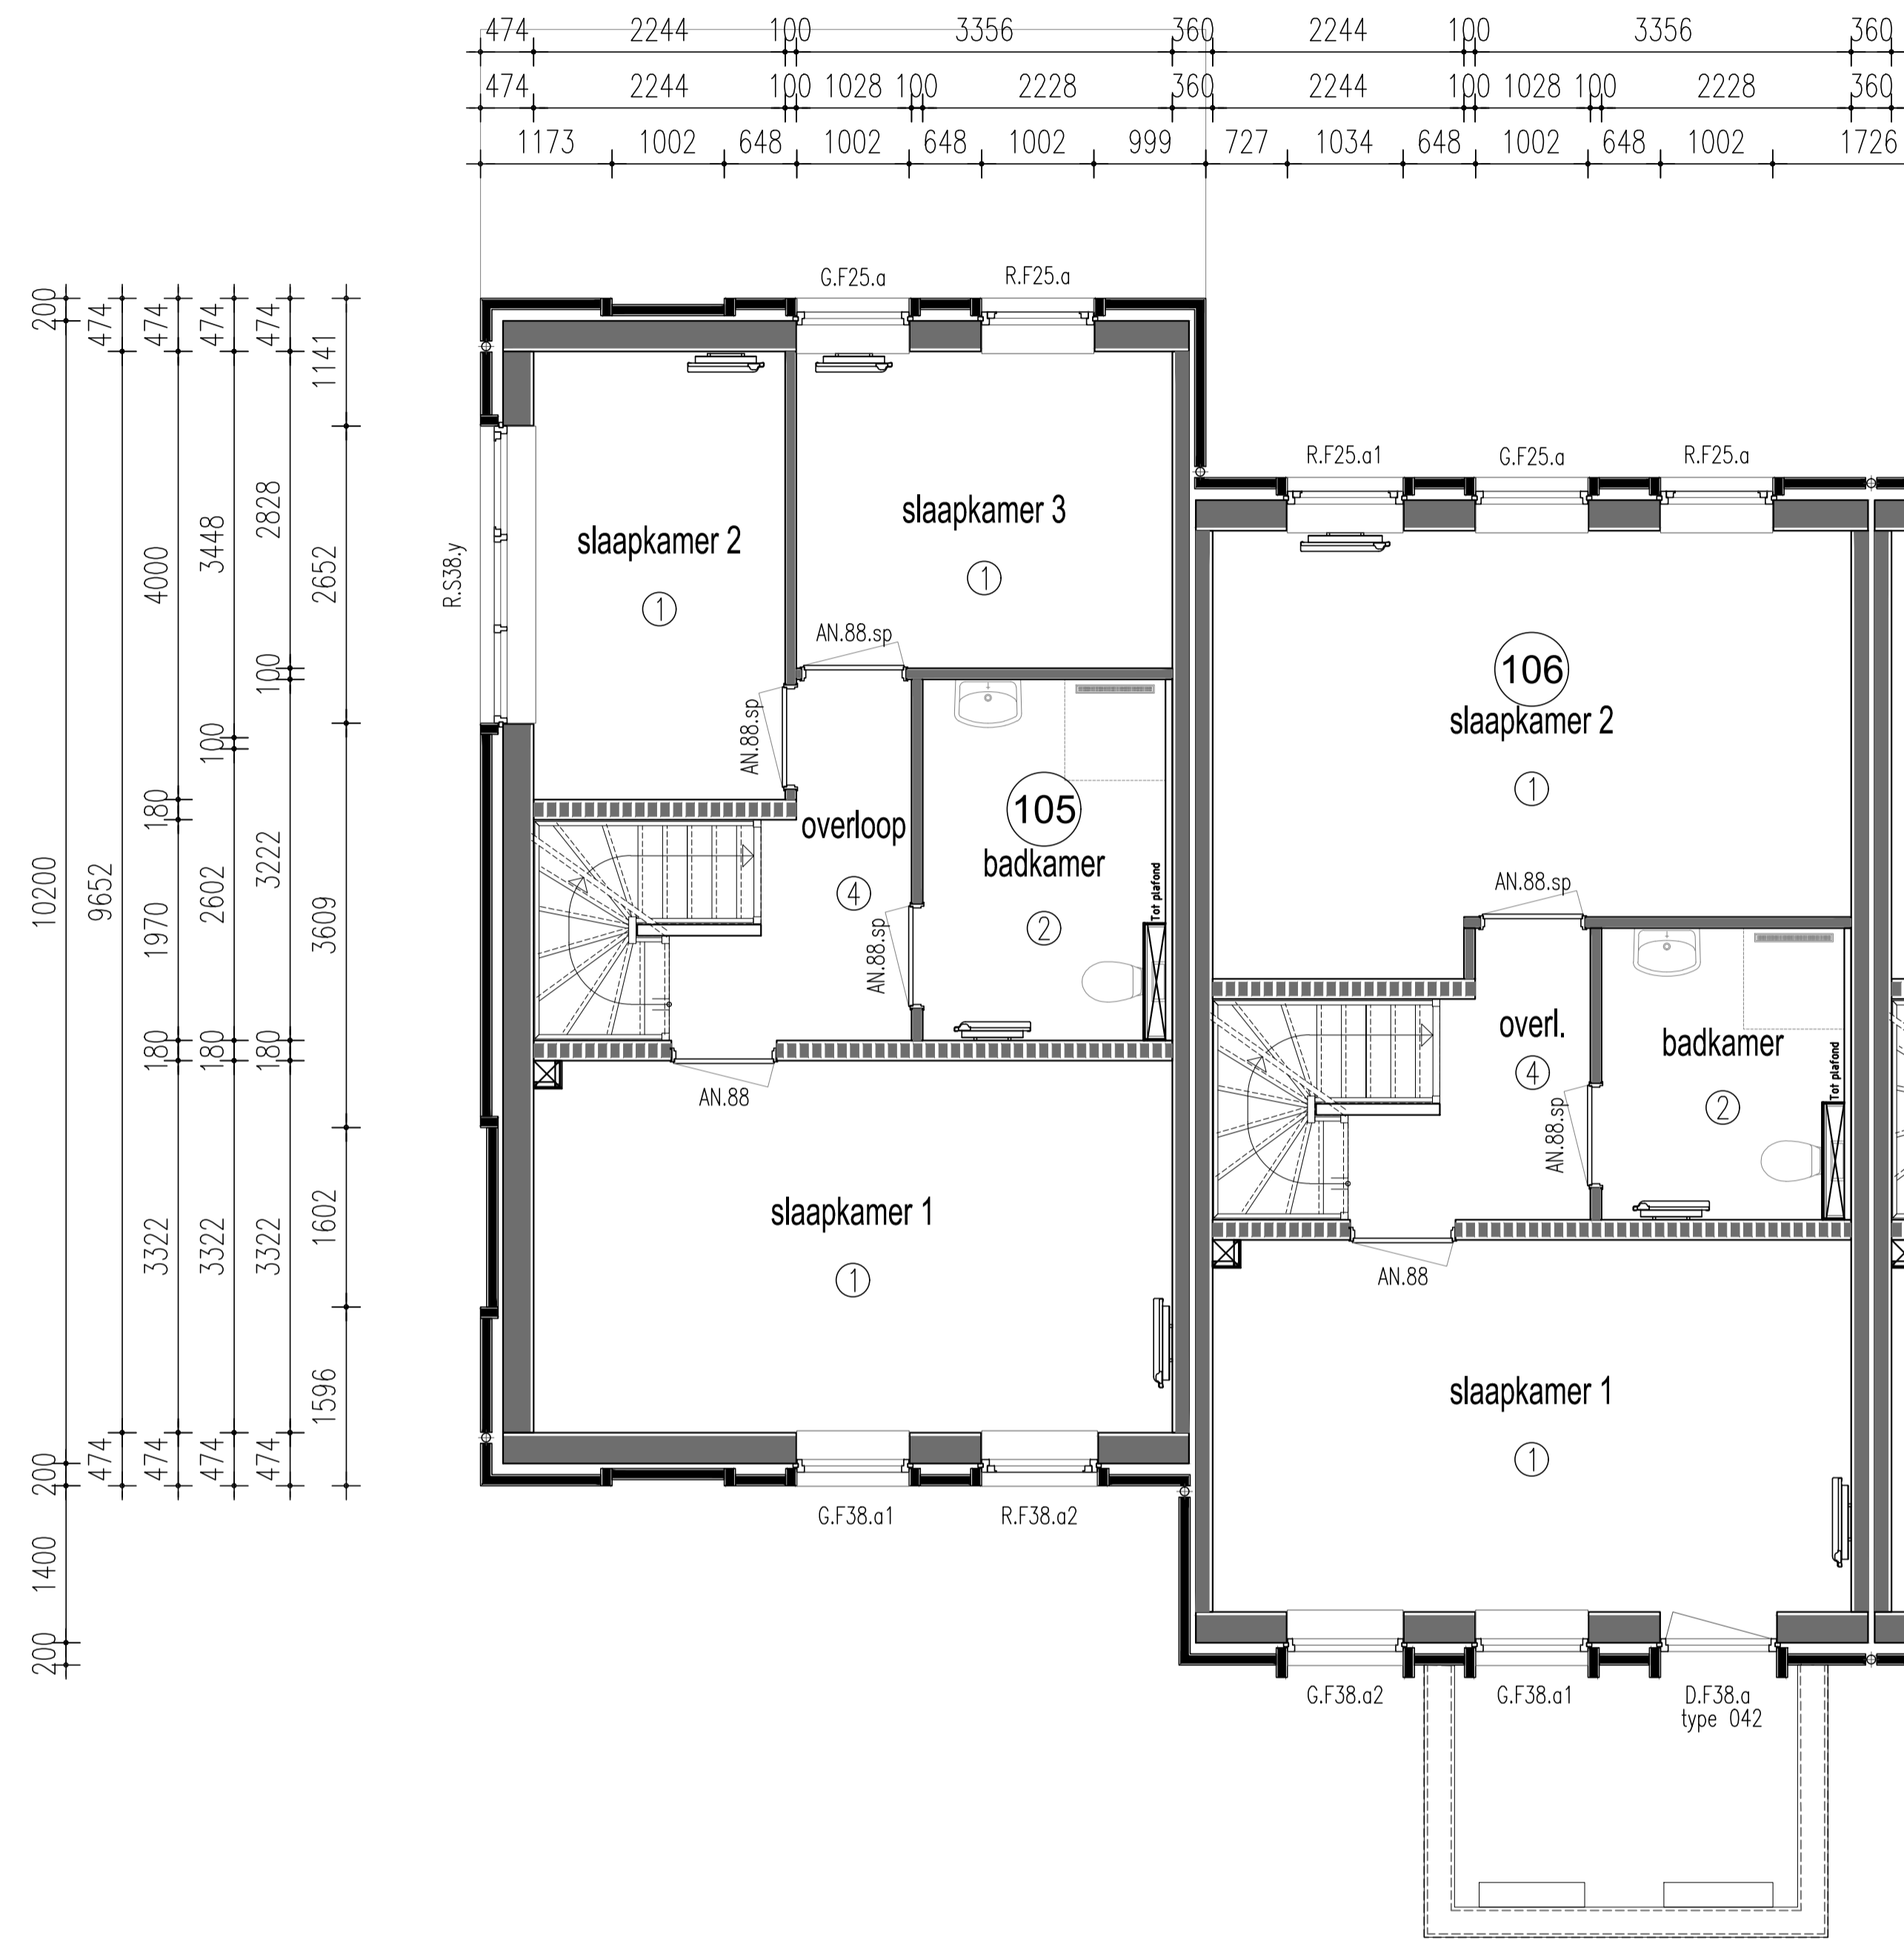 474 2244 100 3356 360 2244 100 3356 360
474 2244 100 1028 100 2228 360 2244 100 1028 100 2228 360
1173 1002 648 1002 648 1002 999 727 1034 648 1002 648 1002 1726
200 10200 200 1400 200
474 9652 474
474 4000 180 1970 180 3322 474
474 3448 100 2602 180 3322 474
474 2828 100 3222 180 3322 474
1141 2652 3609 1602 1596
G.F25.a R.F25.a
R.S38.y
slaapkamer 2
1
slaapkamer 3
1
AN.88.sp
AN.88.sp
overloop
4
AN.88.sp
105
badkamer
2
Tot plafond
AN.88
slaapkamer 1
1
G.F38.a1 R.F38.a2
R.F25.a1 G.F25.a R.F25.a
106
slaapkamer 2
1
AN.88.sp
overl.
4
AN.88.sp
badkamer
2
Tot plafond
AN.88
slaapkamer 1
1
G.F38.a2 G.F38.a1 D.F38.a
type 042